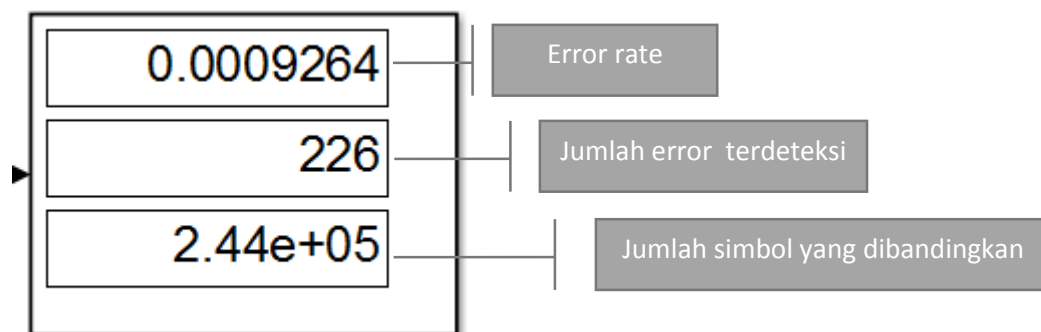 0.0009264
Error rate
226
Jumlah error terdeteksi
2.44e+05
Jumlah simbol yang dibandingkan